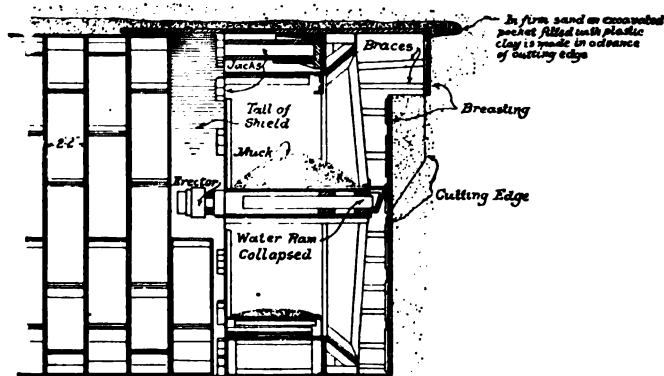 In firm sand an excavated
pocket filled with plastic
clay is made in advance
of cutting edge
Braces
Jacks
Breasting
Tail of
Shield
Muck
Erector
Cutting Edge
Water Ram
Collapsed